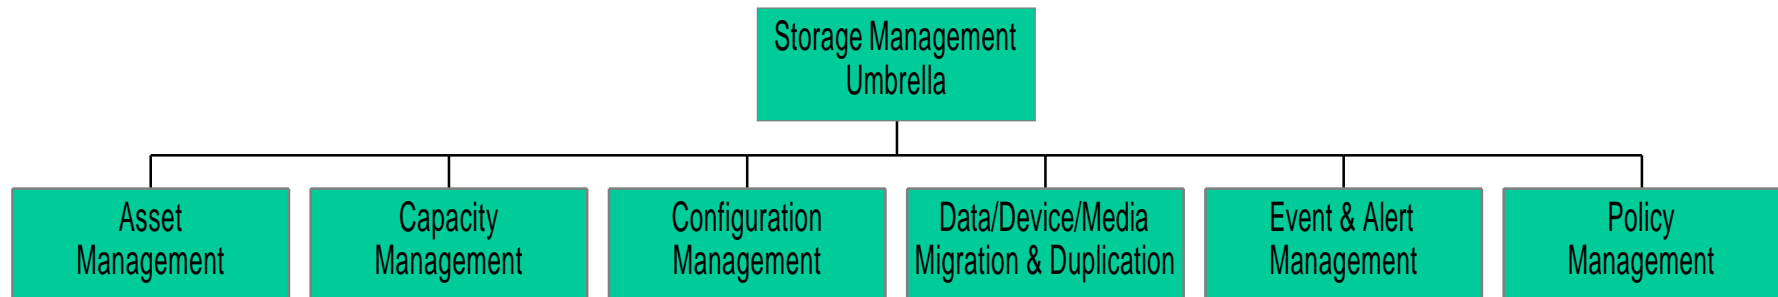 Storage Management
Umbrella
Asset
Management
Capacity
Management
Configuration
Management
Data/Device/Media
Migration & Duplication
Event & Alert
Management
Policy
Management